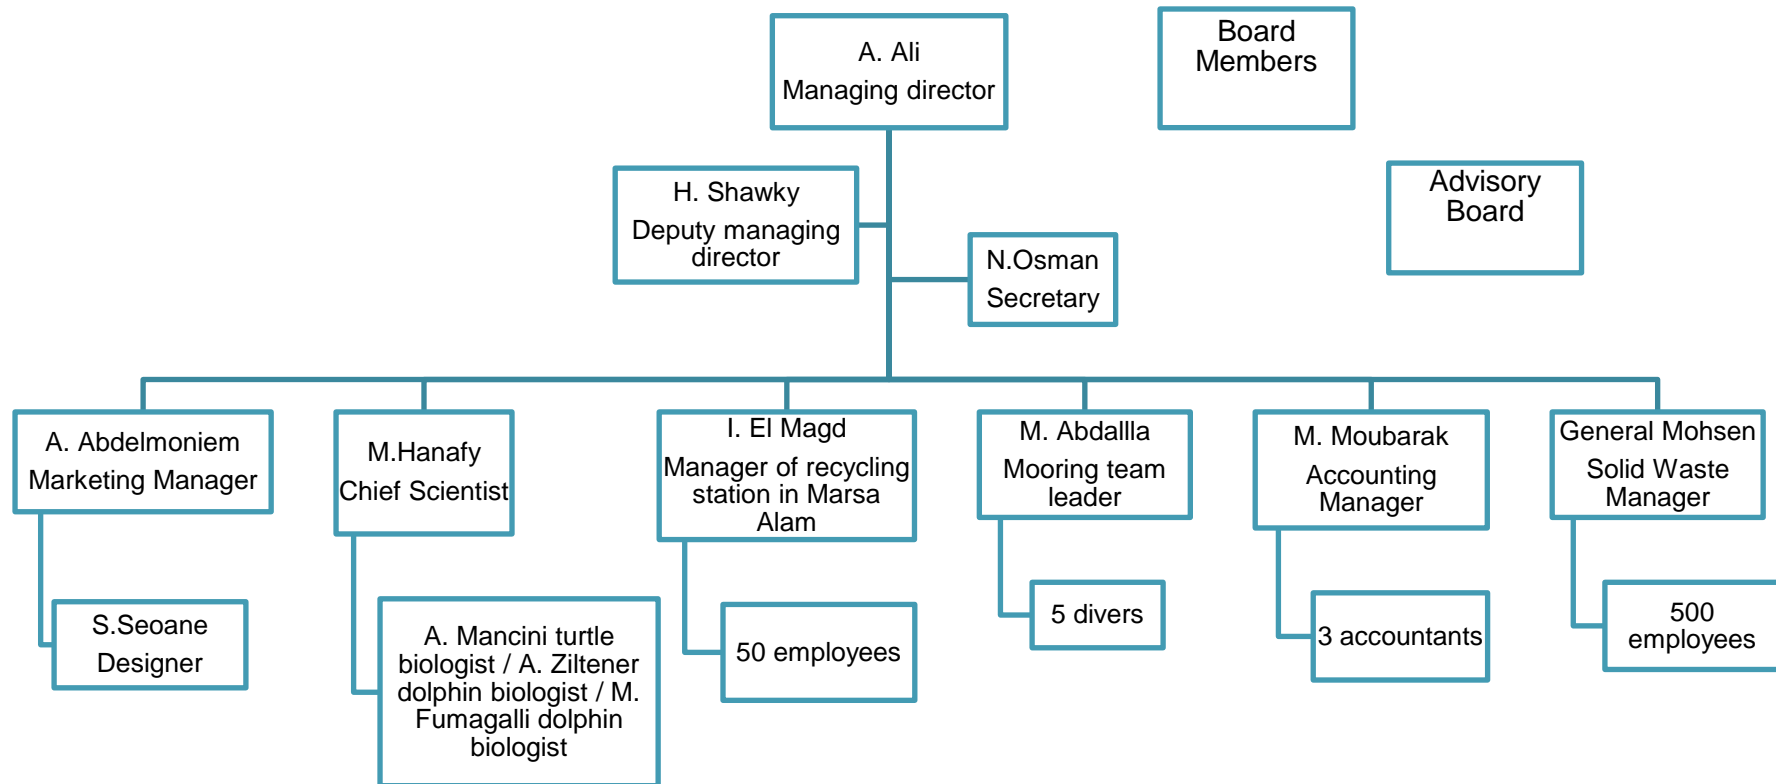 A. Ali
Managing director
Board
Members
Advisory
Board
H. Shawky
Deputy managing
director
N.Osman
Secretary
A. Abdelmoniem
Marketing Manager
M.Hanafy
Chief Scientist
I. El Magd
Manager of recycling
station in Marsa
Alam
M. Abdallla
Mooring team
leader
M. Moubarak
Accounting
Manager
General Mohsen
Solid Waste
Manager
S.Seoane
Designer
A. Mancini turtle
biologist / A. Ziltener
dolphin biologist / M.
Fumagalli dolphin
biologist
50 employees
5 divers
3 accountants
500
employees